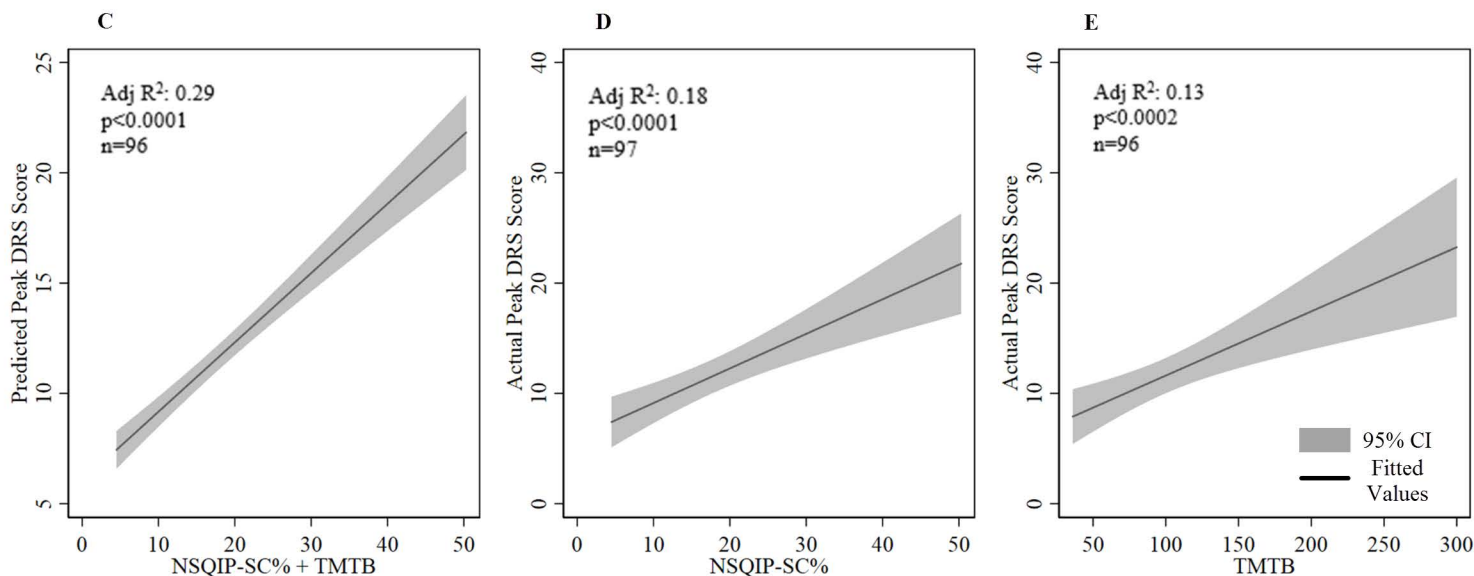 C
Adj R²: 0.29
p<0.0001
n=96
Predicted Peak DRS Score
25
20
15
10
5
0 10 20 30 40 50
NSQIP-SC% + TMTB
D
Adj R²: 0.18
p<0.0001
n=97
Actual Peak DRS Score
40
30
20
10
0
0 10 20 30 40 50
NSQIP-SC%
E
Adj R²: 0.13
p<0.0002
n=96
Actual Peak DRS Score
40
30
20
10
0
50 100 150 200 250 300
TMTB
95% CI
Fitted
Values